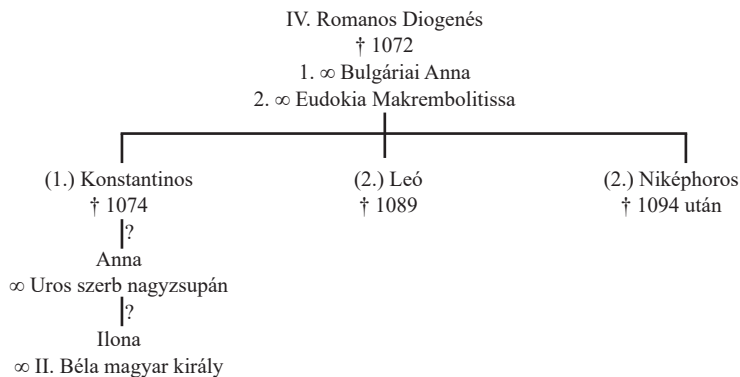 IV. Romanos Diogenés
† 1072
1. ∞ Bulgáriai Anna
2. ∞ Eudokia Makrembolitissa
(1.) Konstantinos
† 1074
(2.) Leó
† 1089
(2.) Niképhoros
† 1094 után
?
Anna
∞ Uros szerb nagyzsupán
?
Ilona
∞ II. Béla magyar király